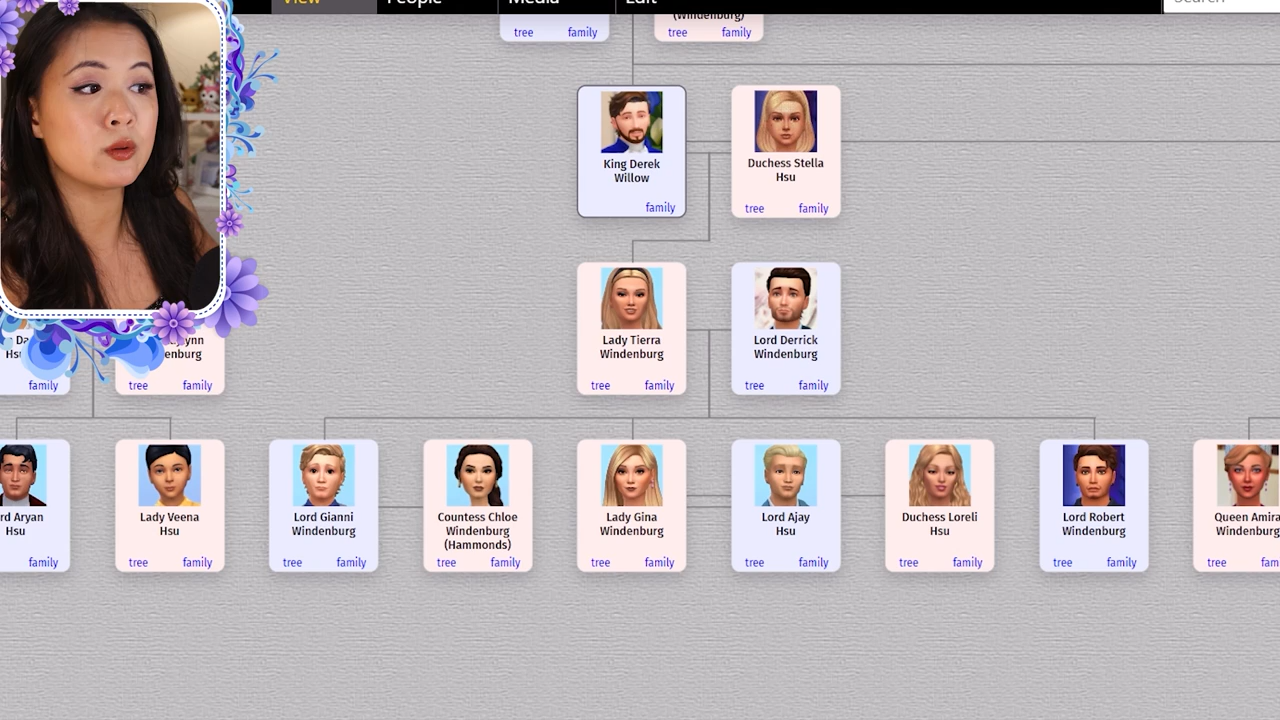 View People Media Edit Search
(Windenburg)
tree family tree family
King Derek
Willow
family
Duchess Stella
Hsu
tree family
Lady Tierra
Windenburg
tree family
Lord Derrick
Windenburg
tree family
Hsu
family
tree family
Hsu
family
Lady Veena
Hsu
tree family
Lord Gianni
Windenburg
tree family
Countess Chloe
Windenburg
(Hammonds)
tree family
Lady Gina
Windenburg
tree family
Lord Ajay
Hsu
tree family
Duchess Loreli
Hsu
tree family
Lord Robert
Windenburg
tree family
Queen Amira
Windenburg
tree fam